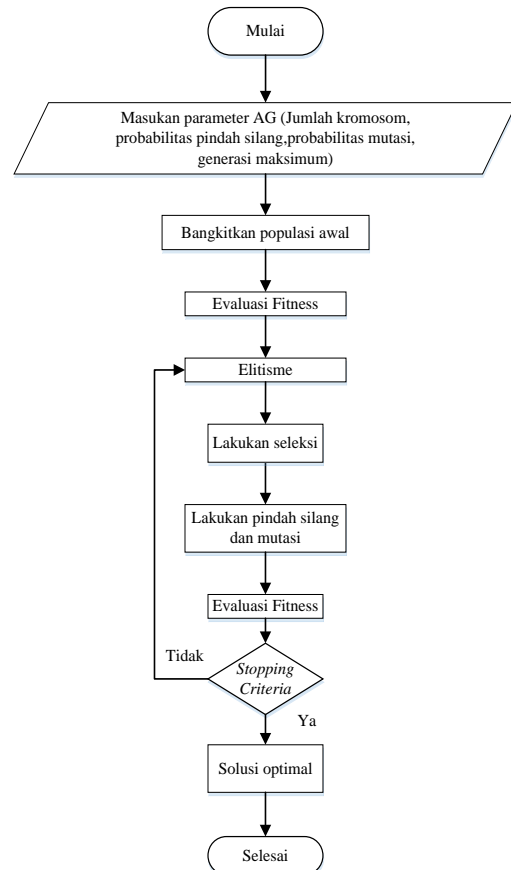 Mulai
Masukan parameter AG (Jumlah kromosom,
probabilitas pindah silang,probabilitas mutasi,
generasi maksimum)
Bangkitkan populasi awal
Evaluasi Fitness
Elitisme
Lakukan seleksi
Lakukan pindah silang
dan mutasi
Evaluasi Fitness
Tidak
Stopping
Criteria
Ya
Solusi optimal
Selesai